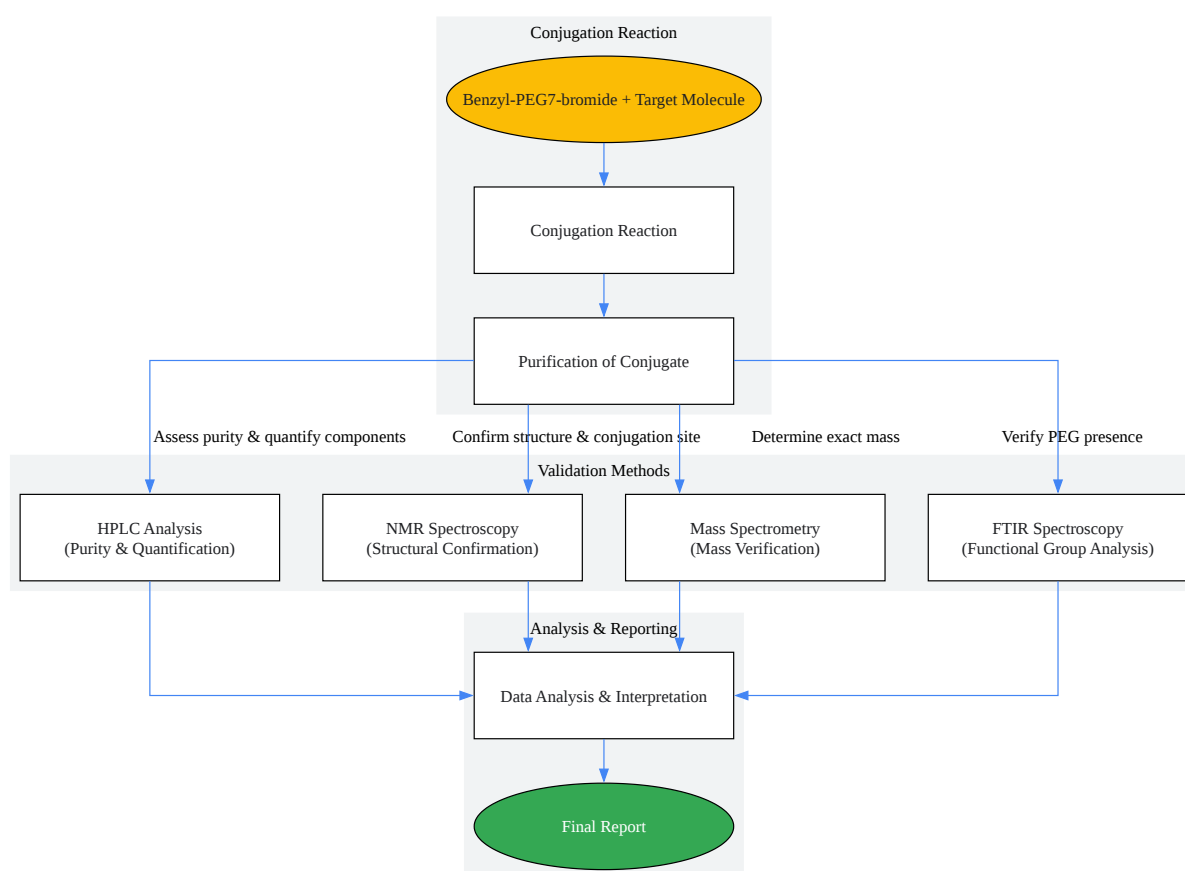 Conjugation Reaction
Benzyl-PEG7-bromide + Target Molecule
Conjugation Reaction
Purification of Conjugate
Assess purity & quantify components
Confirm structure & conjugation site
Determine exact mass
Verify PEG presence
Validation Methods
HPLC Analysis
(Purity & Quantification)
NMR Spectroscopy
(Structural Confirmation)
Mass Spectrometry
(Mass Verification)
FTIR Spectroscopy
(Functional Group Analysis)
Analysis & Reporting
Data Analysis & Interpretation
Final Report